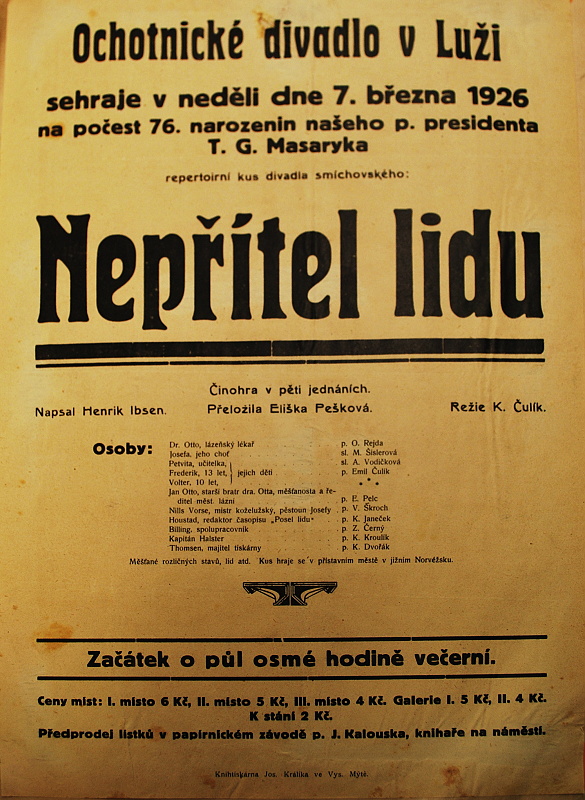 Ochotnické divadlo v Luži
sehraje v neděli dne 7. března 1926
na počest 76. narozenin našeho p. presidenta
T. G. Masaryka
repertoirní kus divadla smíchovského:
Nepřítel lidu
Činohra v pěti jednáních.
Napsal Henrik Ibsen. Přeložila Eliška Pešková. Režie K. Čulík.
Osoby:
Dr. Otto, lázeňský lékař . . . . p. O. Rejda
Josefa, jeho choť . . . . sl. M. Šislerová
Petvita, učitelka, . . . . sl. A. Vodičková
Frederik, 13 let, } jejich děti . . . . p. Emil Čulík
Volter, 10 let, . . . . * * *
Jan Otto, starší bratr dra. Otta, měšťanosta a ře-
ditel měst. lázní . . . . p. E. Pelc
Nills Vorse, mistr koželužský, pěstoun Josefy . p. V. Škroch
Houstad, redaktor časopisu „Posel lidu" . . p. K. Janeček
Billing, spolupracovník . . . . p. Z. Černý
Kapitán Halster . . . . p. K. Kroulík
Thomsen, majitel tiskárny . . . . p. K. Dvořák
Měšťané rozličných stavů, lid atd. Kus hraje se v přístavním městě v jižním Norvéžsku.
Začátek o půl osmé hodině večerní.
Ceny míst: I. místo 6 Kč, II. místo 5 Kč, III. místo 4 Kč. Galerie I. 5 Kč, II. 4 Kč.
K stání 2 Kč.
Předprodej lístků v papírnickém závodě p. J. Kalouska, knihaře na náměstí.
Knihtiskárna Jos. Králíka ve Vys. Mýtě.